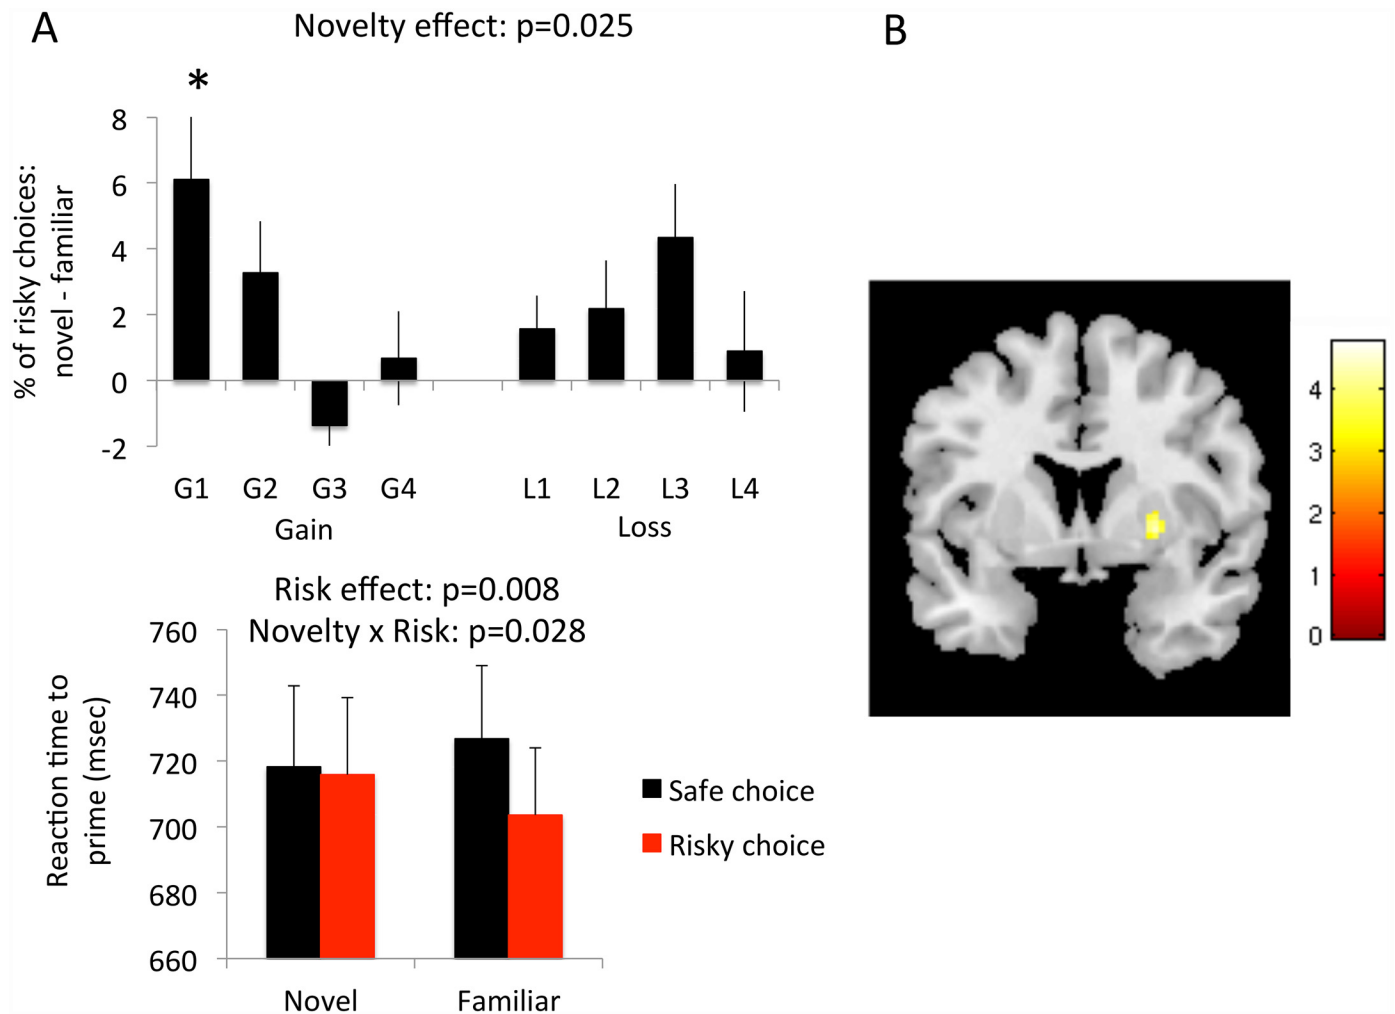 A
Novelty effect: p=0.025
*
% of risky choices:
novel - familiar
8
6
4
2
0
-2
G1 G2 G3 G4 L1 L2 L3 L4
Gain Loss
Risk effect: p=0.008
Novelty x Risk: p=0.028
Reaction time to
prime (msec)
760
740
720
700
680
660
Novel Familiar
Safe choice
Risky choice
B
4
3
2
1
0